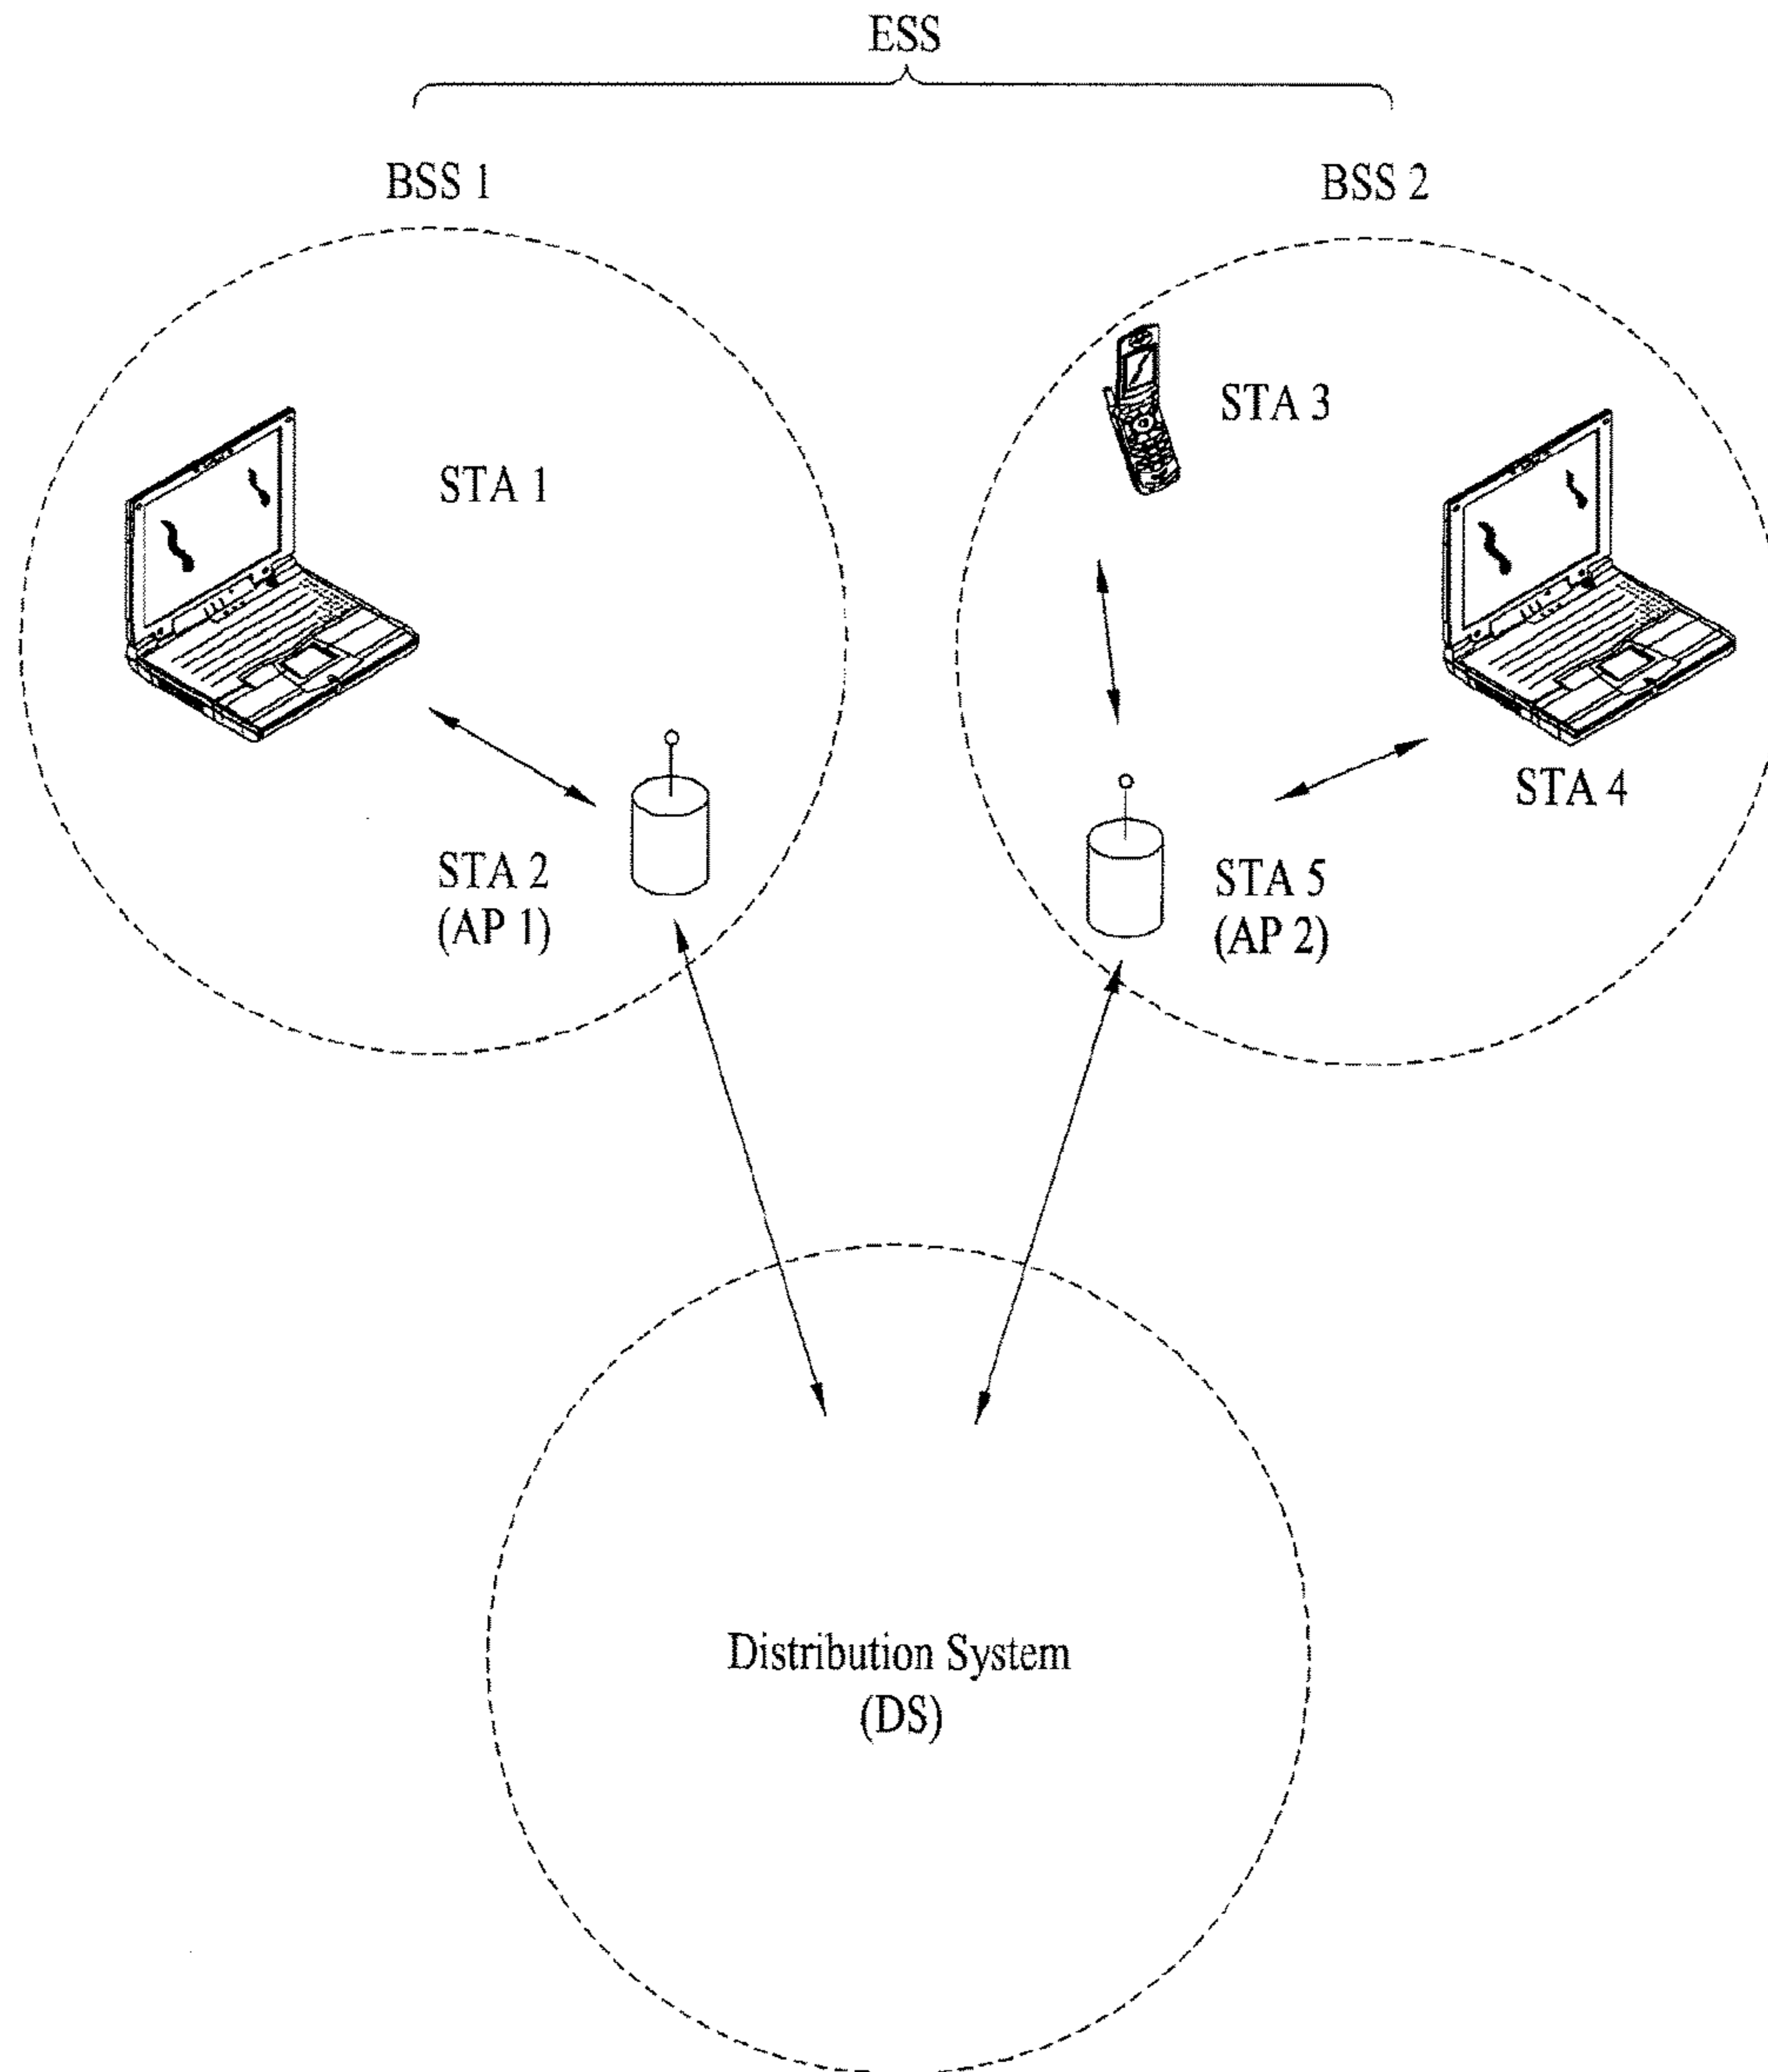 ESS
BSS 1
BSS 2
STA 1
STA 3
STA 4
STA 2
(AP 1)
STA 5
(AP 2)
Distribution System
(DS)